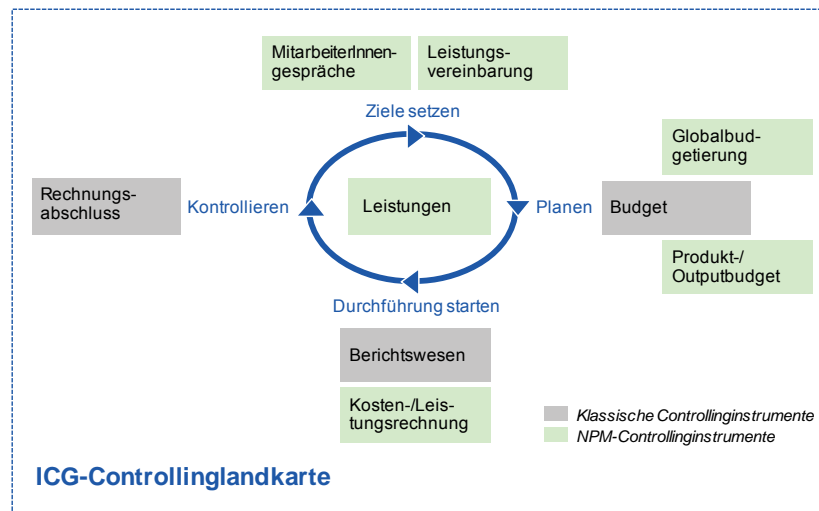 MitarbeiterInnen-
gespräche
Leistungs-
vereinbarung
Ziele setzen
Globalbud-
getierung
Rechnungs-
abschluss
Kontrollieren
Leistungen
Planen
Budget
Produkt-/
Outputbudget
Durchführung starten
Berichtswesen
Kosten-/Leis-
tungsrechnung
Klassische Controllinginstrumente
NPM-Controllinginstrumente
ICG-Controllinglandkarte